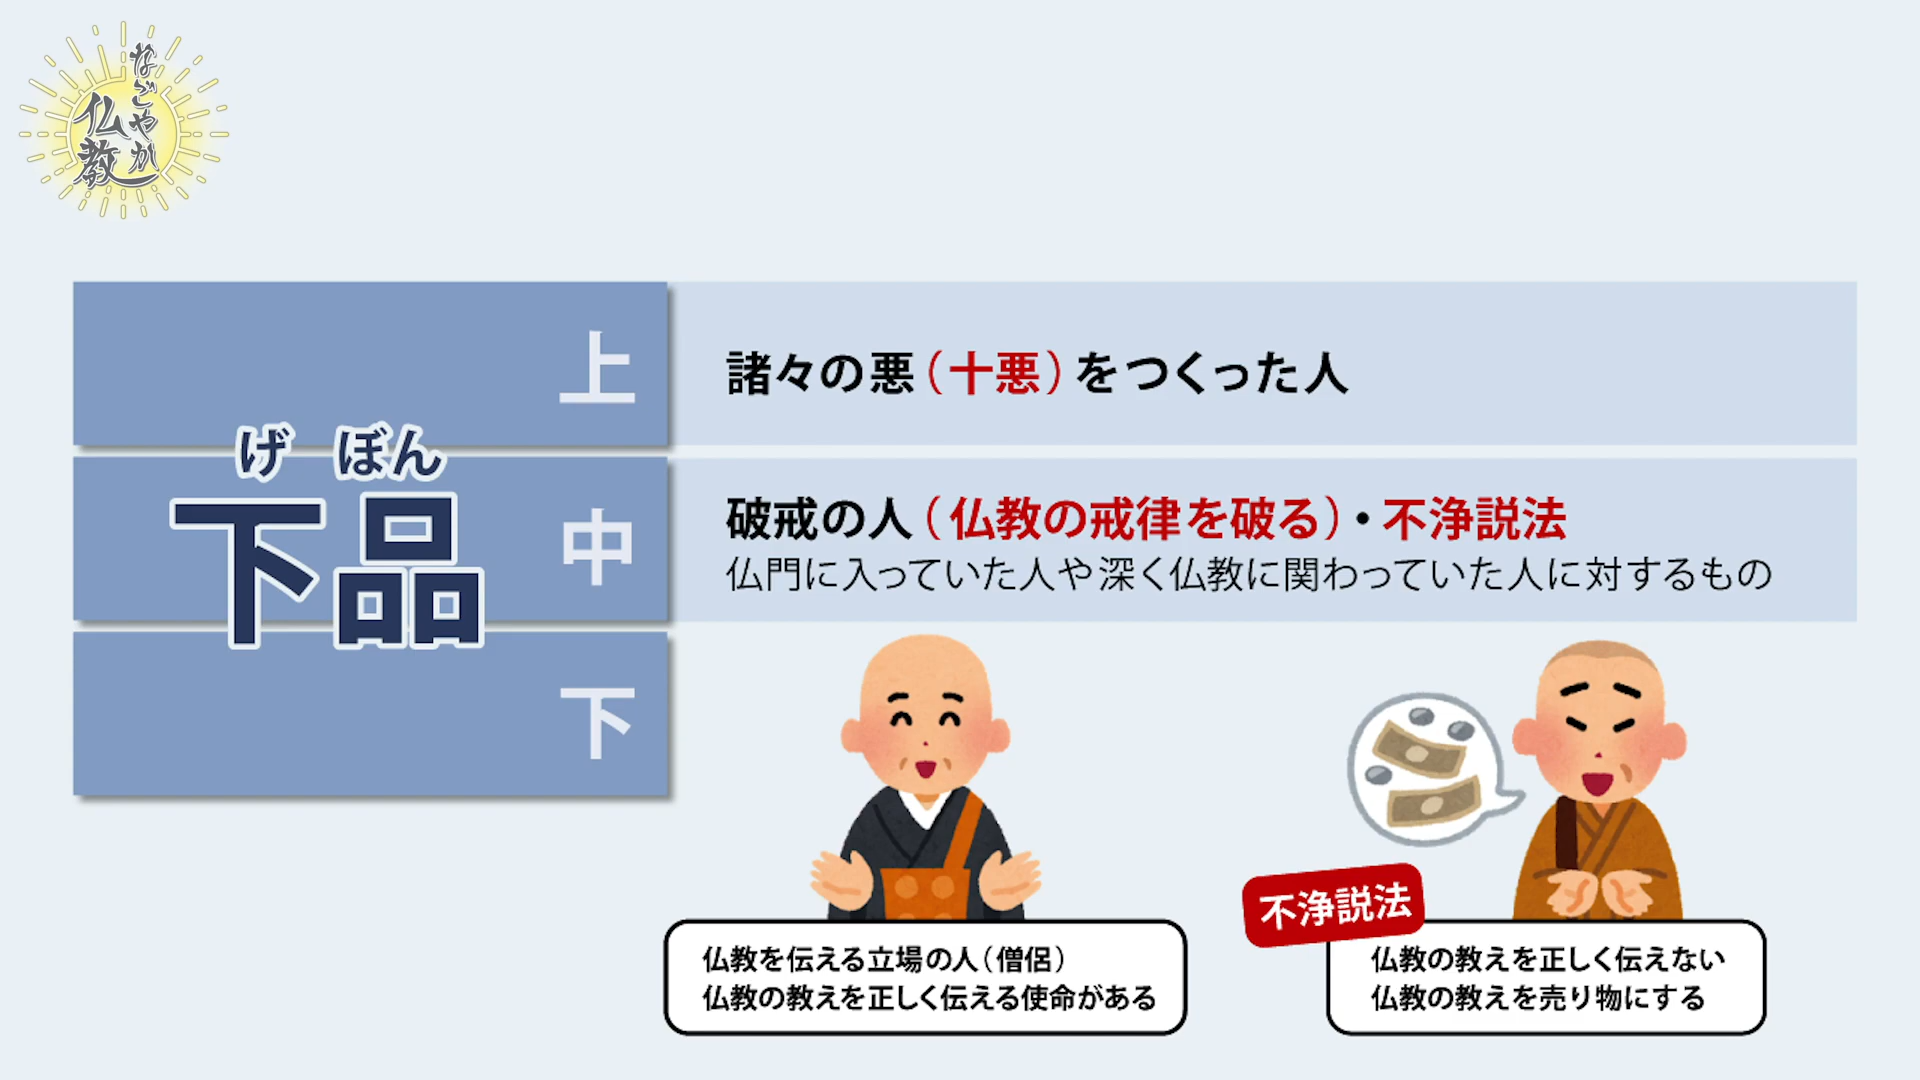 なごやか
仏教
上
諸々の悪（十悪）をつくった人
げ ぼん
下品
中
破戒の人（仏教の戒律を破る）・不浄説法
仏門に入っていた人や深く仏教に関わっていた人に対するもの
下
仏教を伝える立場の人（僧侶）
仏教の教えを正しく伝える使命がある
不浄説法
仏教の教えを正しく伝えない
仏教の教えを売り物にする